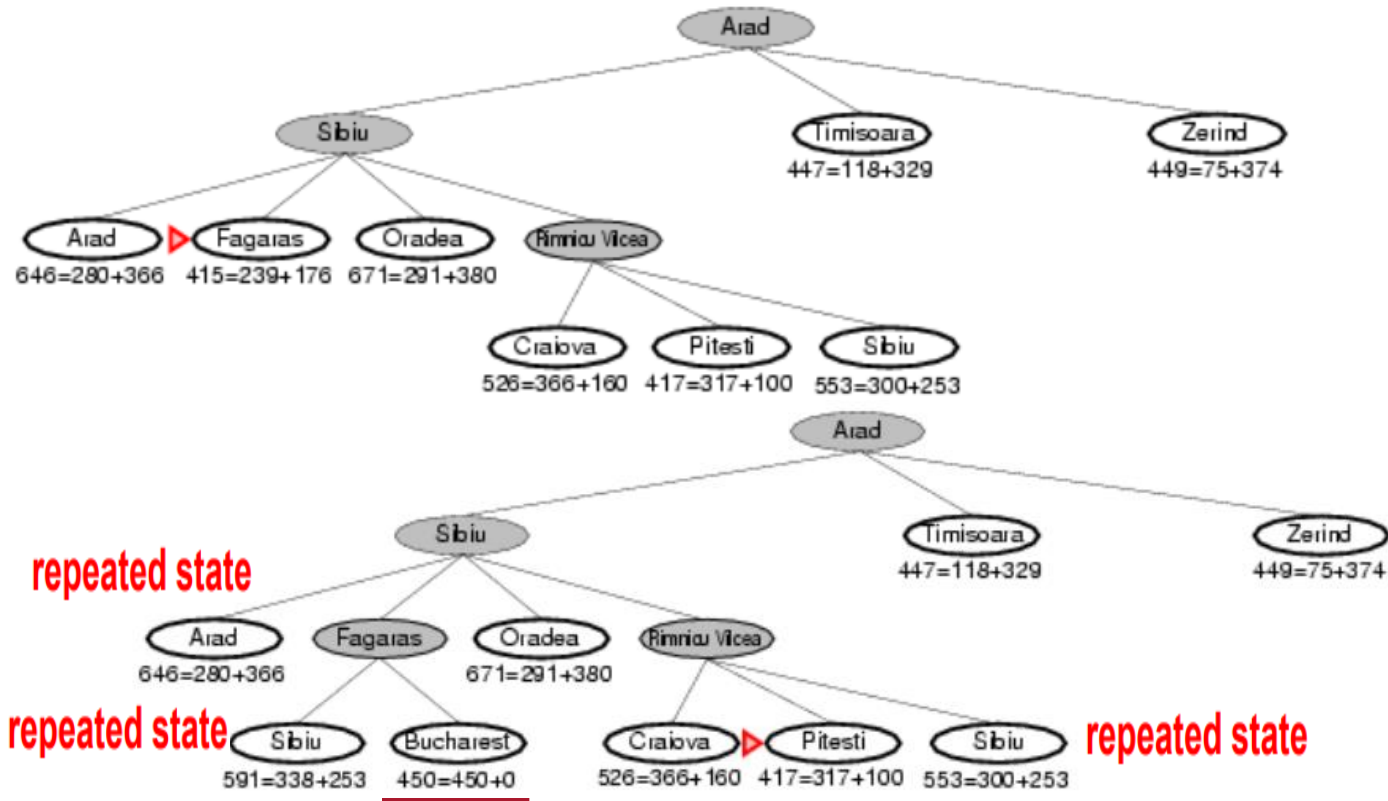 Arad
Sibiu Timisoara Zerind
447=118+329 449=75+374
Arad Fagaras Oradea Rimnicu Vilcea
646=280+366 415=239+176 671=291+380
Craiova Pitesti Sibiu
526=366+160 417=317+100 553=300+253
Arad
Sibiu Timisoara Zerind
447=118+329 449=75+374
repeated state
Arad Fagaras Oradea Rimnicu Vilcea
646=280+366 671=291+380
repeated state Sibiu Bucharest Craiova Pitesti Sibiu repeated state
591=338+253 450=450+0 526=366+160 417=317+100 553=300+253